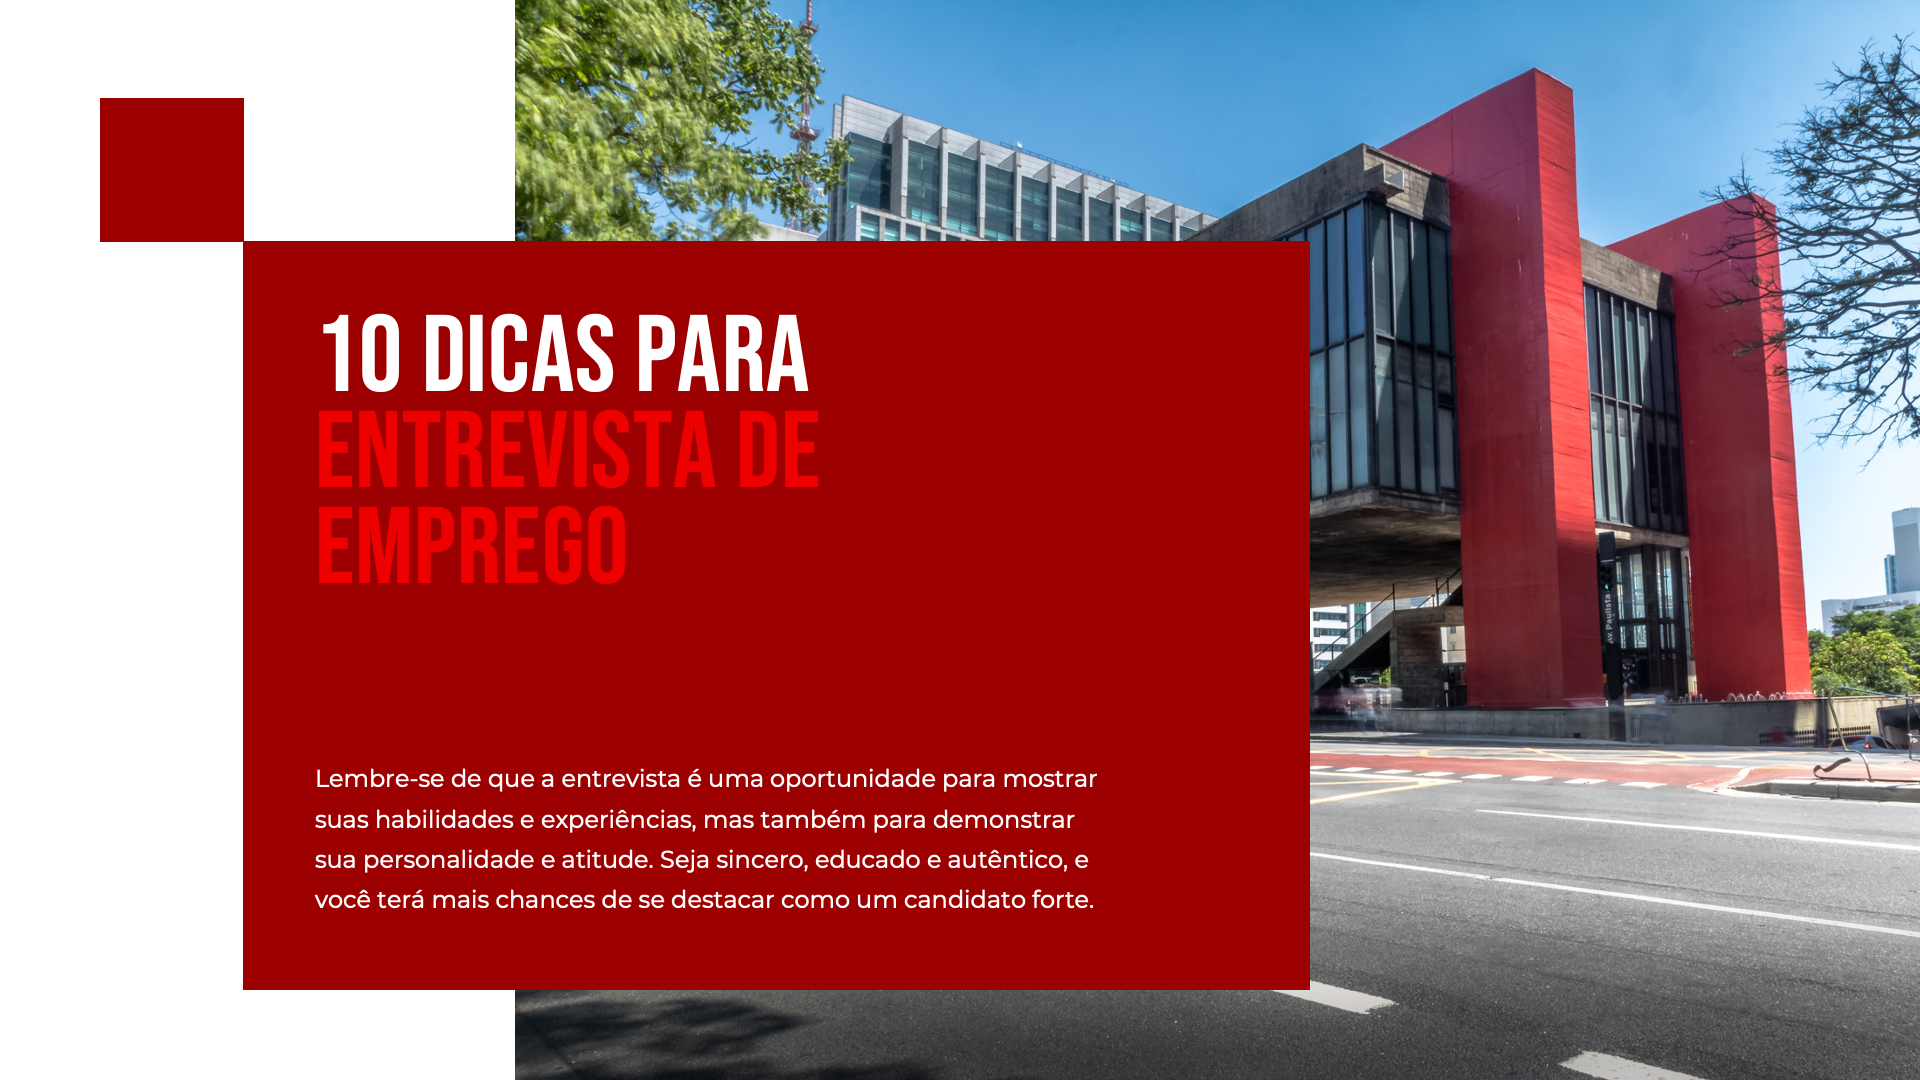 10 DICAS PARA
ENTREVISTA DE
EMPREGO
Lembre-se de que a entrevista é uma oportunidade para mostrar
suas habilidades e experiências, mas também para demonstrar
sua personalidade e atitude. Seja sincero, educado e autêntico, e
você terá mais chances de se destacar como um candidato forte.
Av. Paulista